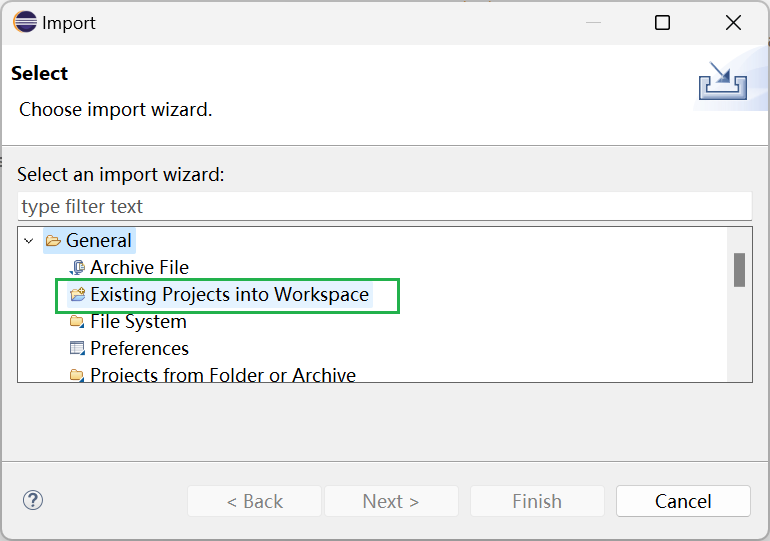 Import
Select
Choose import wizard.
Select an import wizard:
type filter text
General
Archive File
Existing Projects into Workspace
File System
Preferences
Projects from Folder or Archive
? < Back Next > Finish Cancel